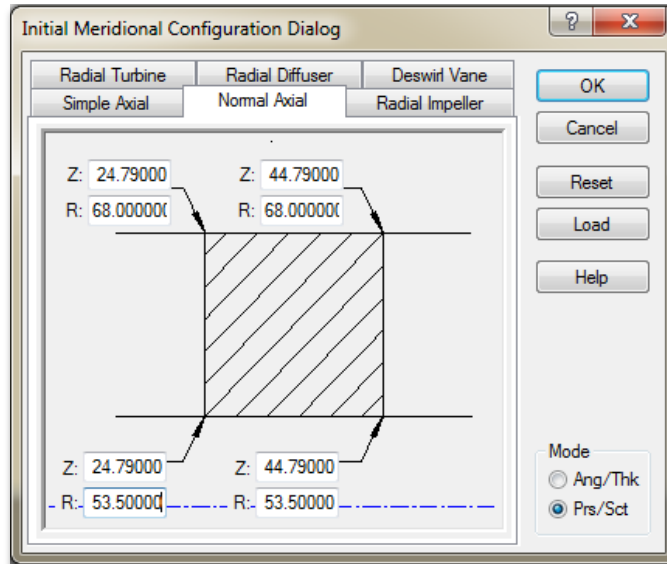 Initial Meridional Configuration Dialog
Radial Turbine Radial Diffuser Deswirl Vane
Simple Axial Normal Axial Radial Impeller
Z: 24.79000 Z: 44.79000
R: 68.000000 R: 68.000000
Z: 24.79000 Z: 44.79000
R: 53.50000 R: 53.50000
OK
Cancel
Reset
Load
Help
Mode
Ang/Thk
Prs/Sct